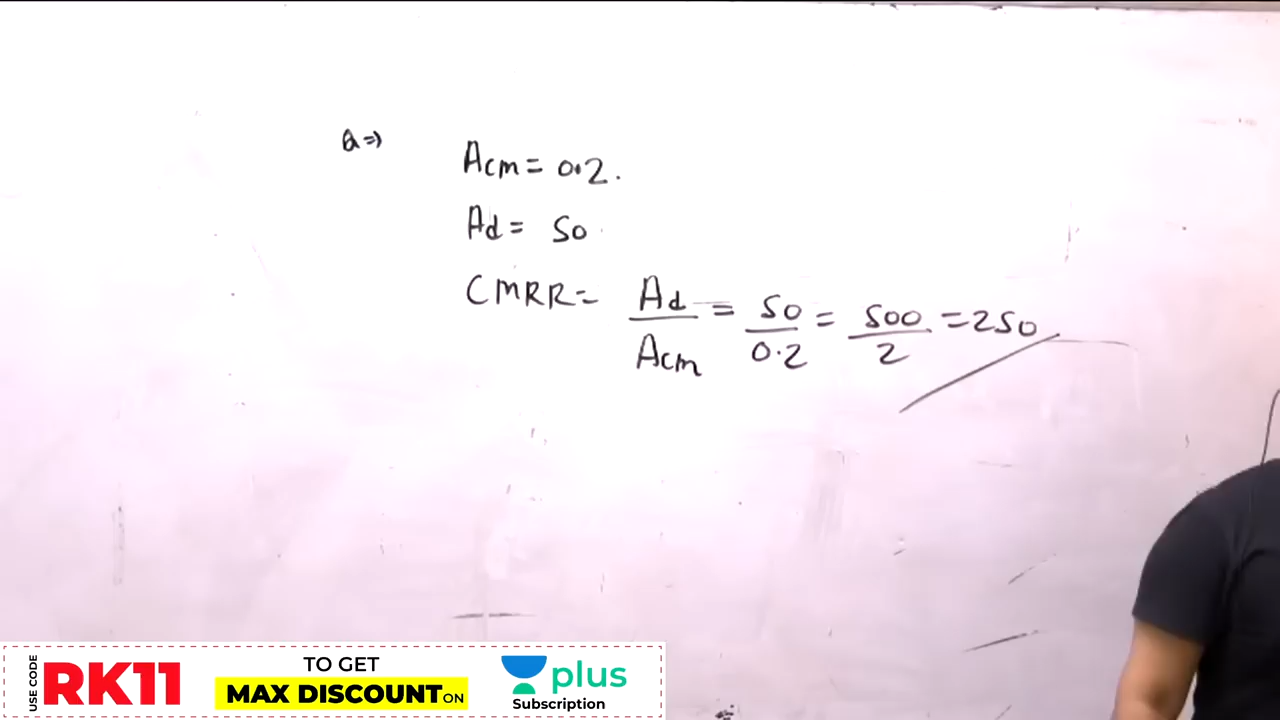 Q⇒
Acm = 0.2.
Ad = 50
CMRR = Ad/Acm = 50/0.2 = 500/2 = 250
USE CODE RK11
TO GET
MAX DISCOUNT ON
plus
Subscription